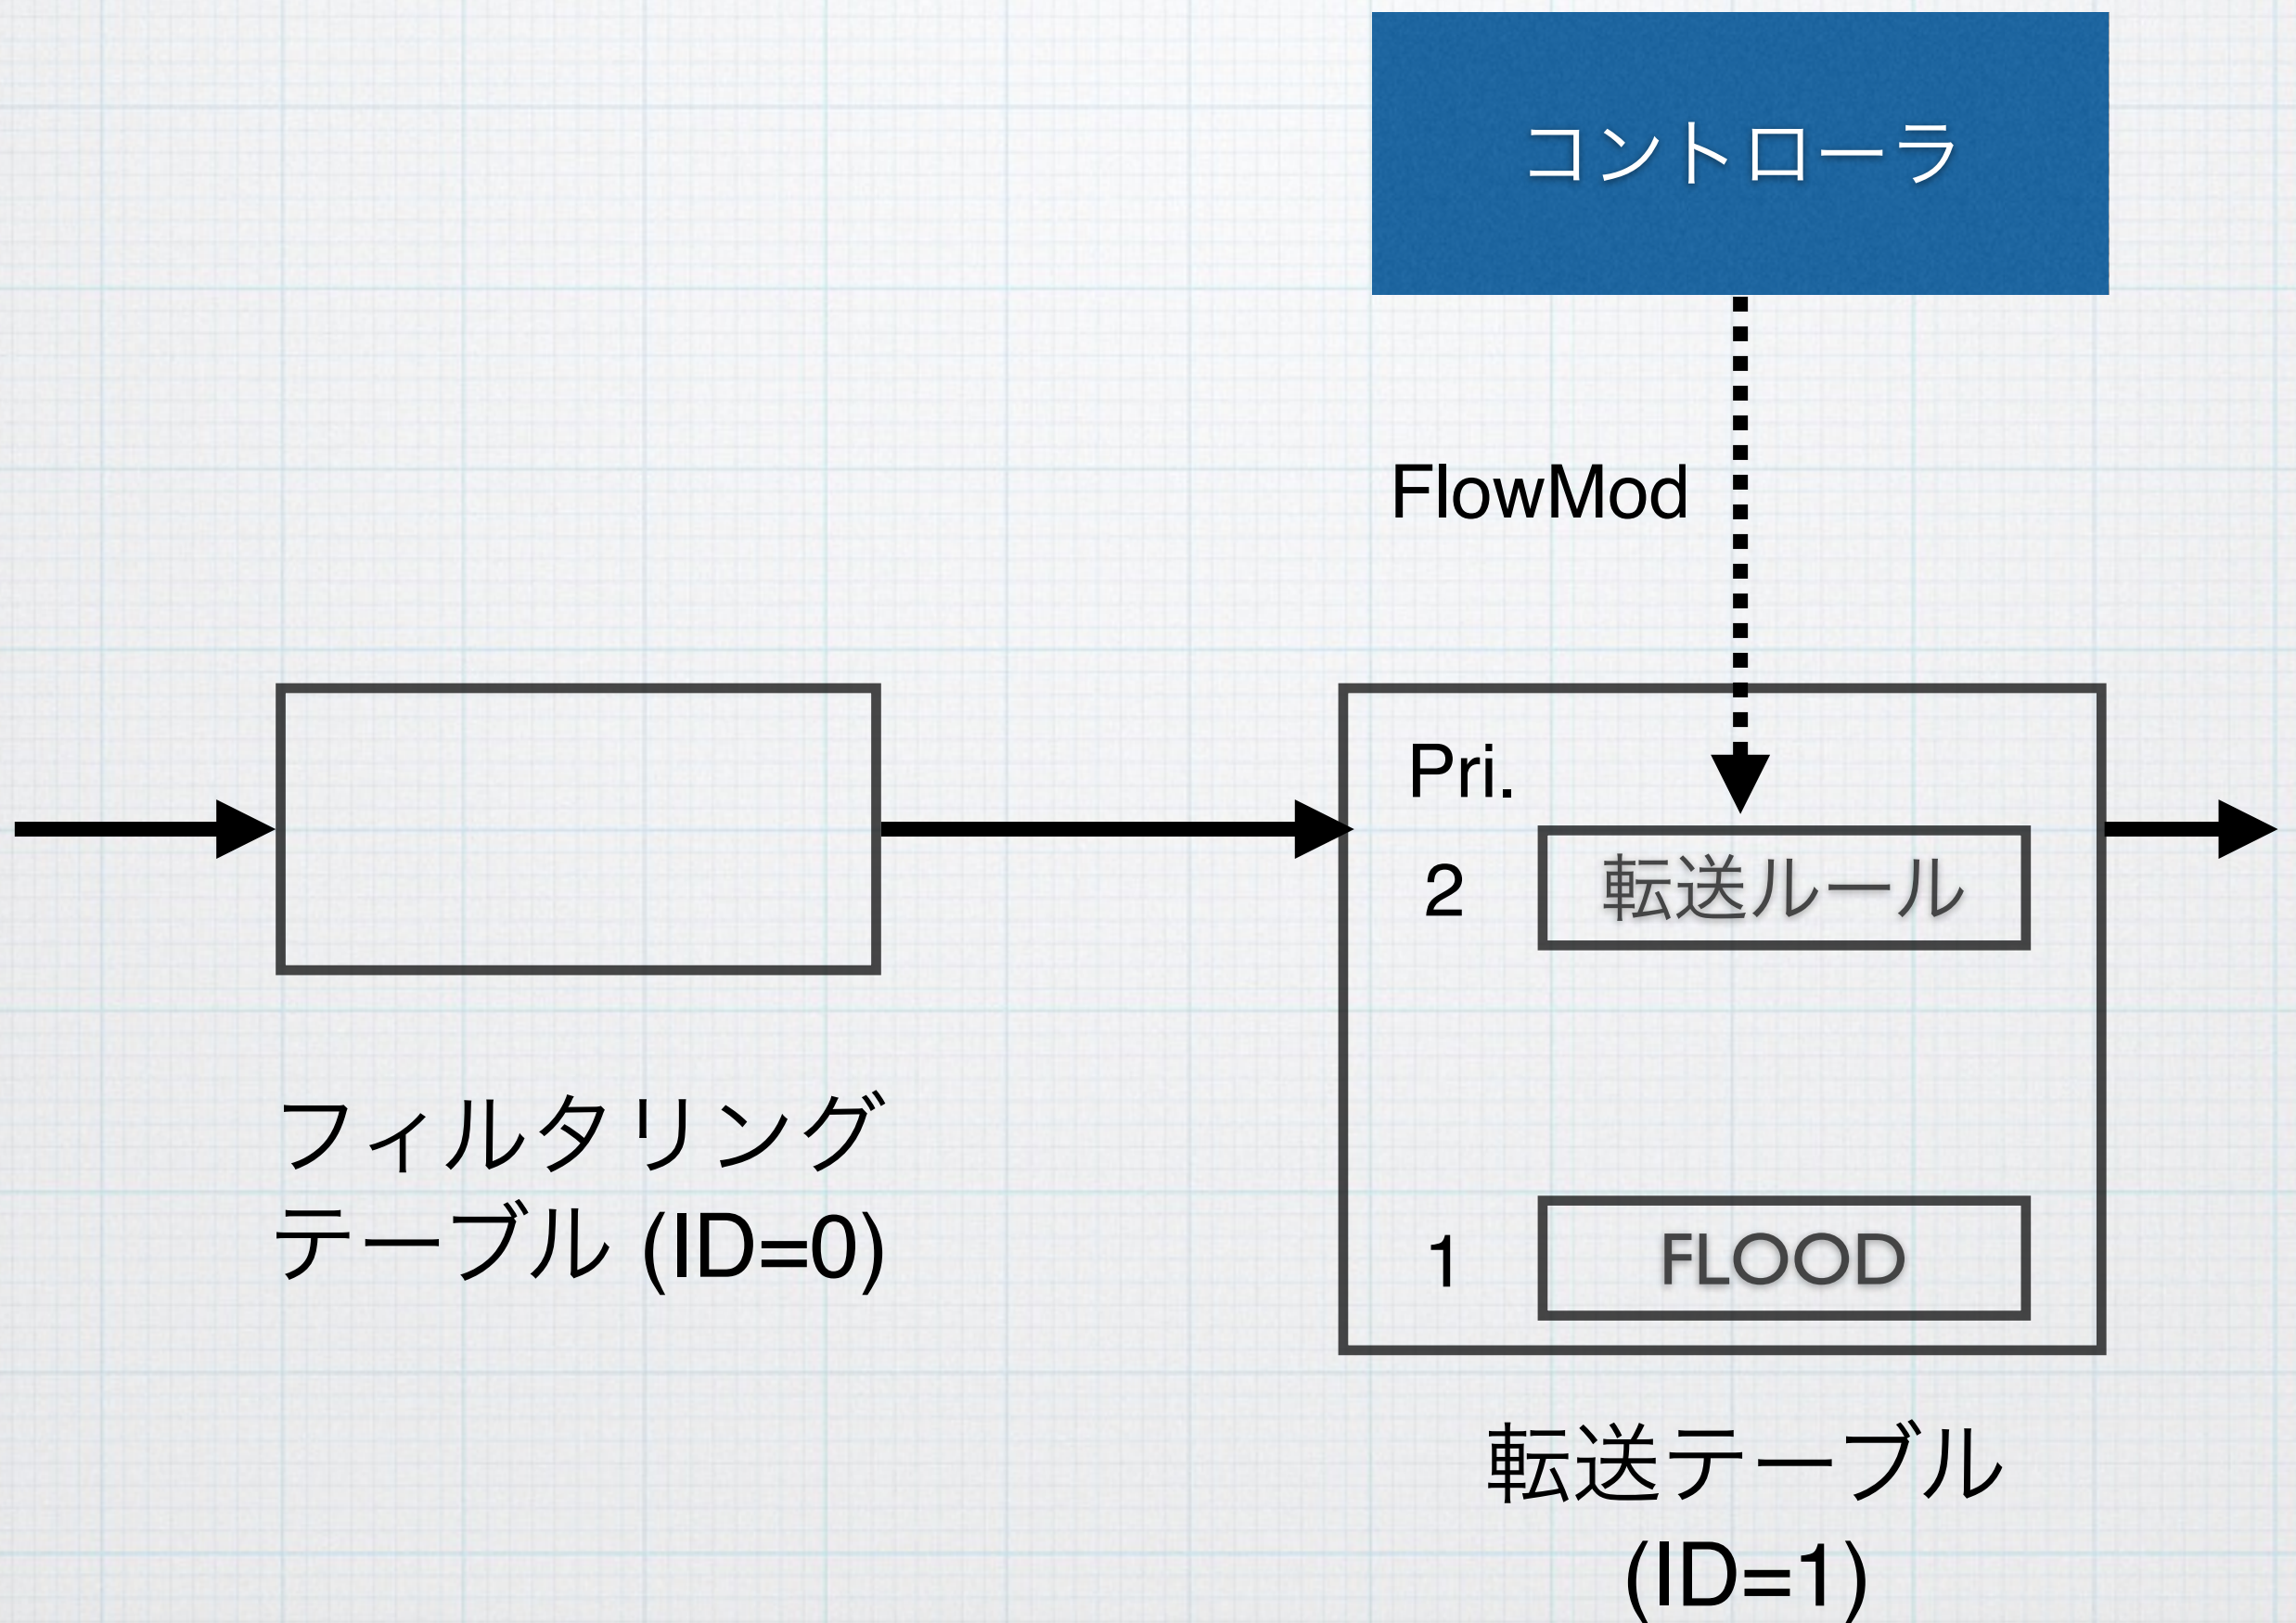 コントローラ
FlowMod
Pri.
2 転送ルール
1 FLOOD
フィルタリング
テーブル (ID=0)
転送テーブル
(ID=1)